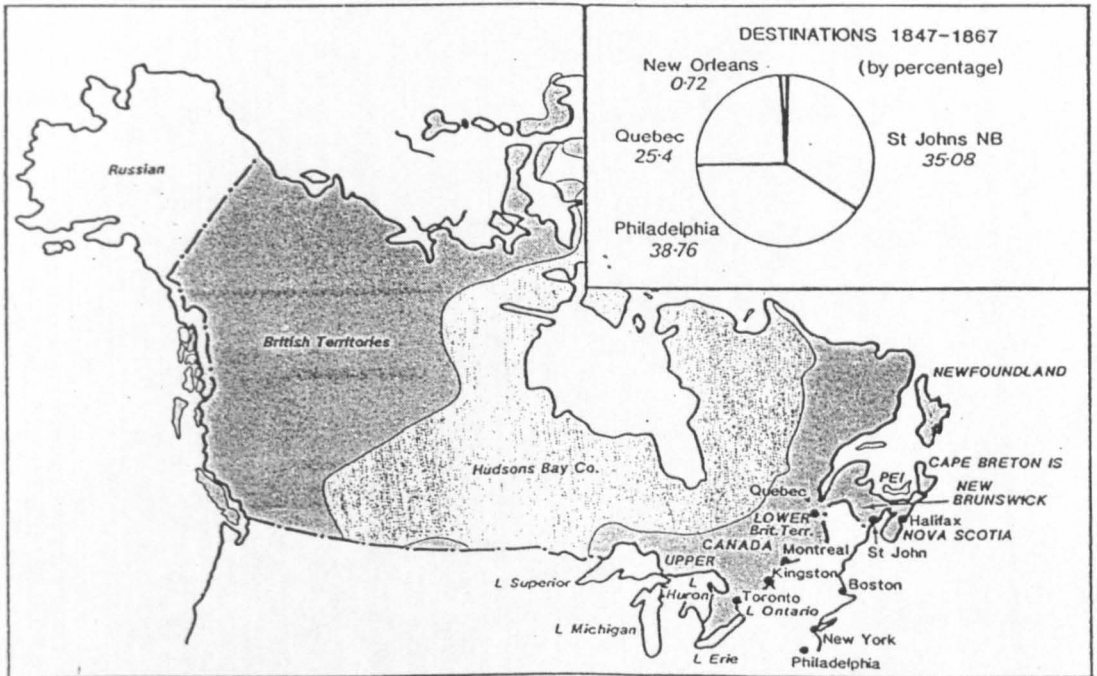 DESTINATIONS 1847-1867
(by percentage)
New Orleans
0·72
Quebec
25·4
St Johns NB
35·08
Philadelphia
38·76
Russian
British Territories
Hudsons Bay Co.
NEWFOUNDLAND
CAPE BRETON IS
PEI
NEW
BRUNSWICK
Quebec
LOWER
Brit. Terr.
Halifax
NOVA SCOTIA
St John
CANADA
UPPER
Montreal
Kingston
L Superior
L
Huron
Toronto
L Ontario
Boston
L Michigan
L Erie
New York
Philadelphia